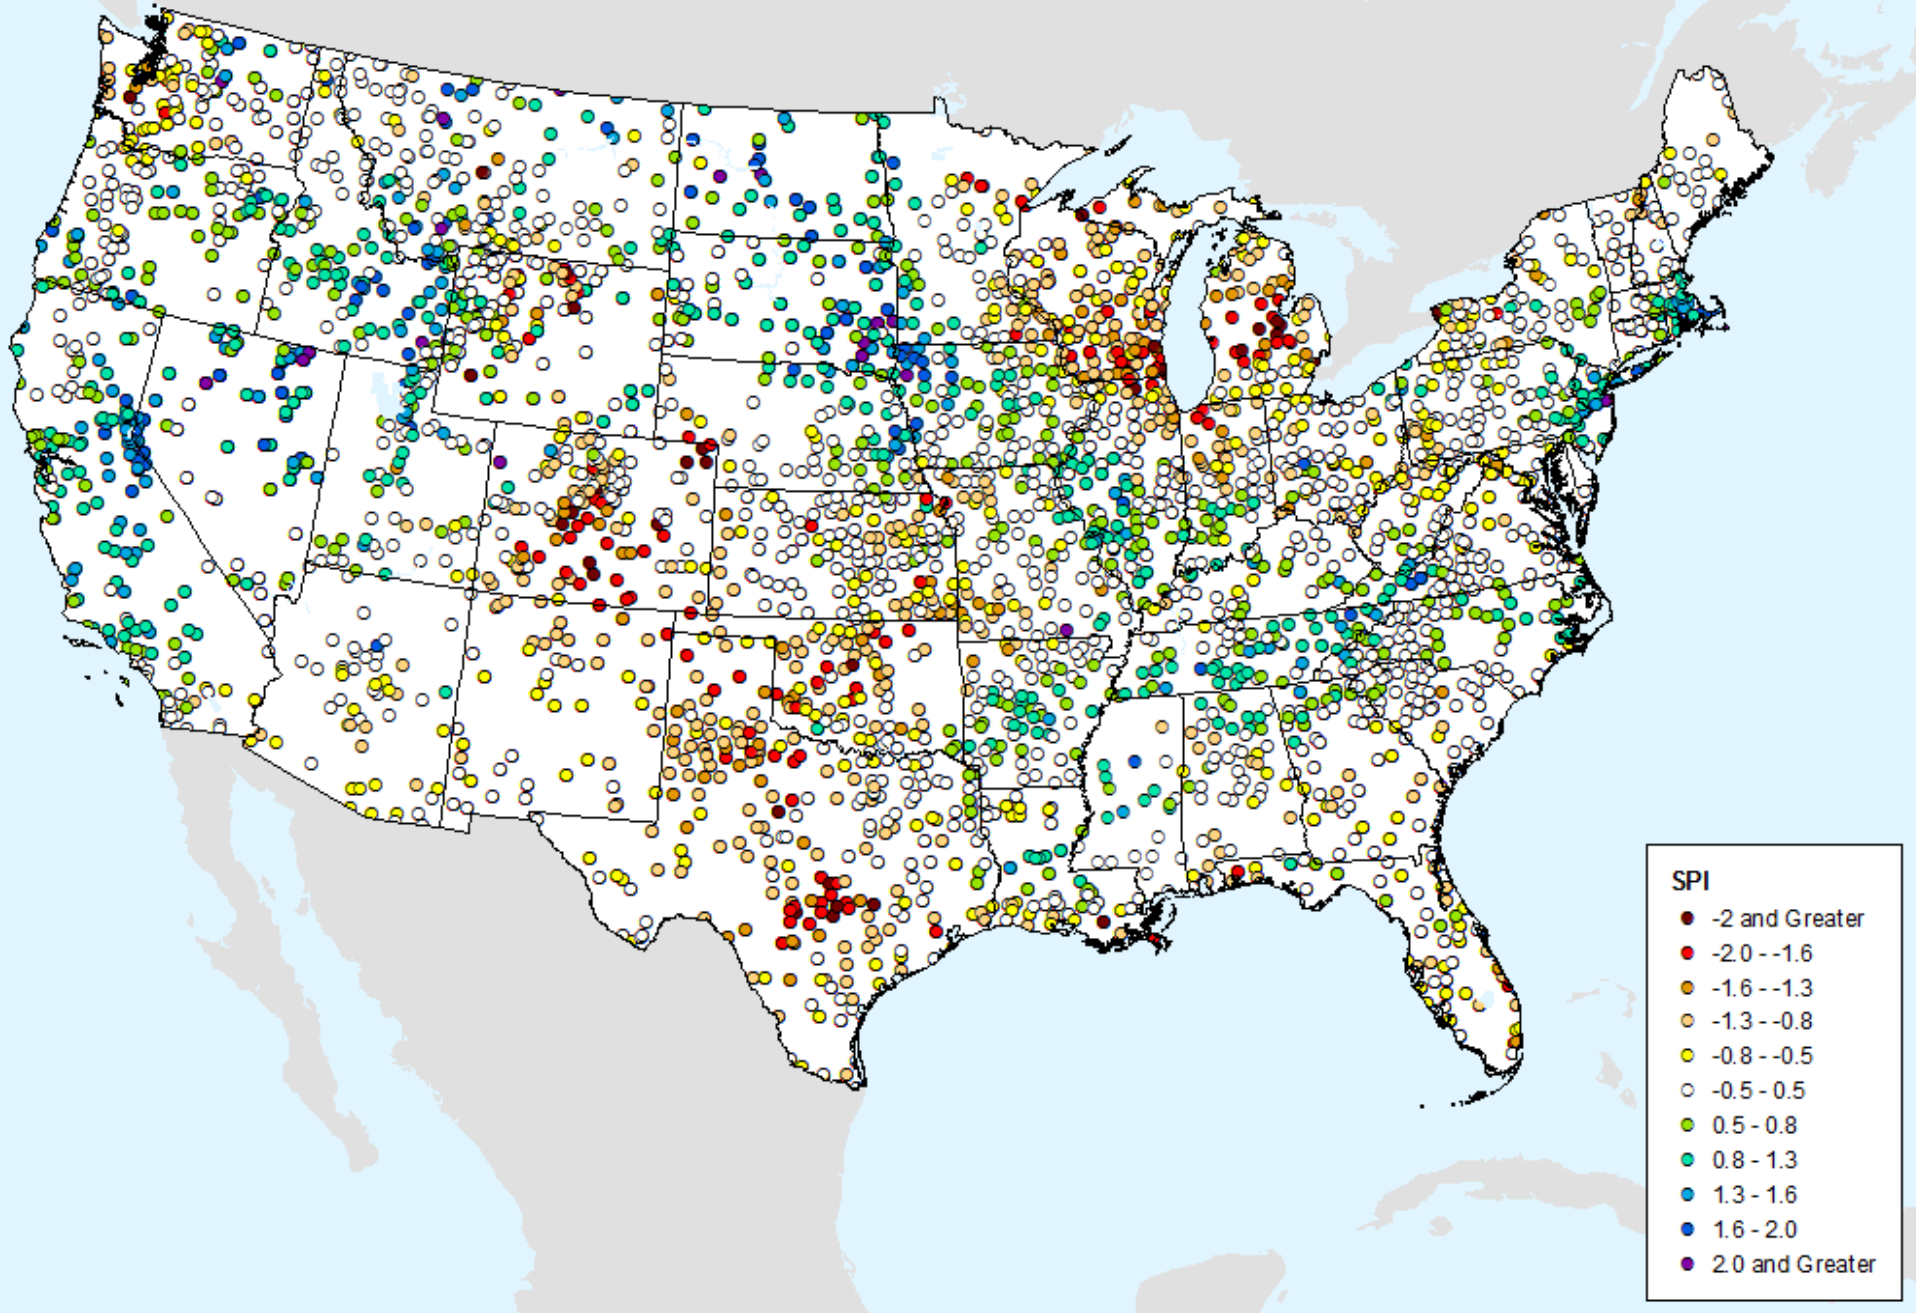 SPI
-2 and Greater
-2.0 - -1.6
-1.6 - -1.3
-1.3 - -0.8
-0.8 - -0.5
-0.5 - 0.5
0.5 - 0.8
0.8 - 1.3
1.3 - 1.6
1.6 - 2.0
2.0 and Greater